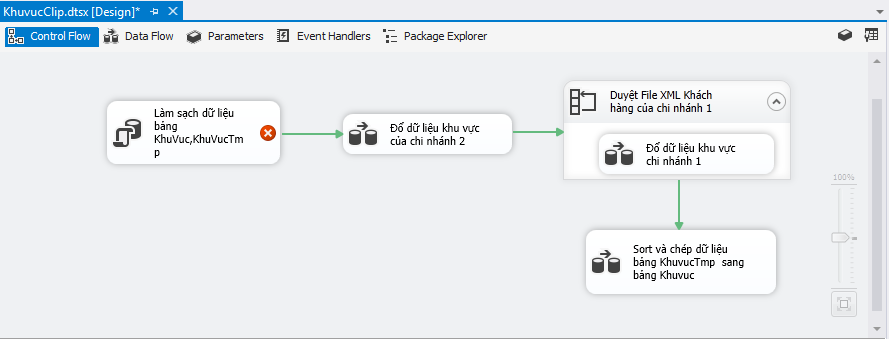 KhuvucClip.dtsx [Design]*
Control Flow Data Flow Parameters Event Handlers Package Explorer
Làm sạch dữ liệu
bảng
KhuVuc,KhuVucTm
p
Đổ dữ liệu khu vực
của chi nhánh 2
Duyệt File XML Khách
hàng của chi nhánh 1
Đổ dữ liệu khu vực
chi nhánh 1
Sort và chép dữ liệu
bảng KhuvucTmp sang
bảng Khuvuc
100%